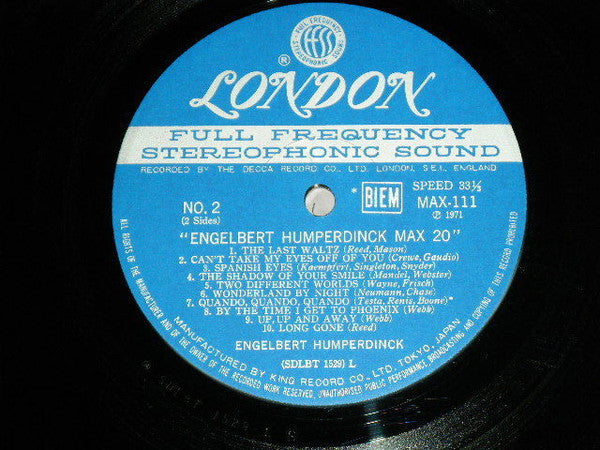 FULL FREQUENCY
ffss
STEREOPHONIC SOUND
®
LONDON
FULL FREQUENCY
STEREOPHONIC SOUND
RECORDED BY THE DECCA RECORD CO., LTD., LONDON, S.E.I., ENGLAND
NO. 2
(2 Sides)
* BIEM
SPEED 33⅓
MAX-111
Ⓟ 1971
"ENGELBERT HUMPERDINCK MAX 20"
1. THE LAST WALTZ (Reed, Mason)
2. CAN'T TAKE MY EYES OFF OF YOU (Crewe, Gaudio)
3. SPANISH EYES (Kaempfert, Singleton, Snyder)
4. THE SHADOW OF YOUR SMILE (Mandel, Webster)
5. TWO DIFFERENT WORLDS (Wayne, Frisch)
6. WONDERLAND BY NIGHT (Neumann, Chase)
7. QUANDO, QUANDO, QUANDO (Testa, Renis, Boone)*
8. BY THE TIME I GET TO PHOENIX (Webb)
9. UP, UP AND AWAY (Webb)
10. LONG GONE (Reed)
ENGELBERT HUMPERDINCK
(SDLBT 1529) L
MANUFACTURED BY KING RECORD CO., LTD. TOKYO, JAPAN
ALL RIGHTS OF THE MANUFACTURER AND OF THE OWNER OF THE RECORDED WORK RESERVED. UNAUTHORISED PUBLIC PERFORMANCE, BROADCASTING AND COPYING OF THIS RECORD PROHIBITED